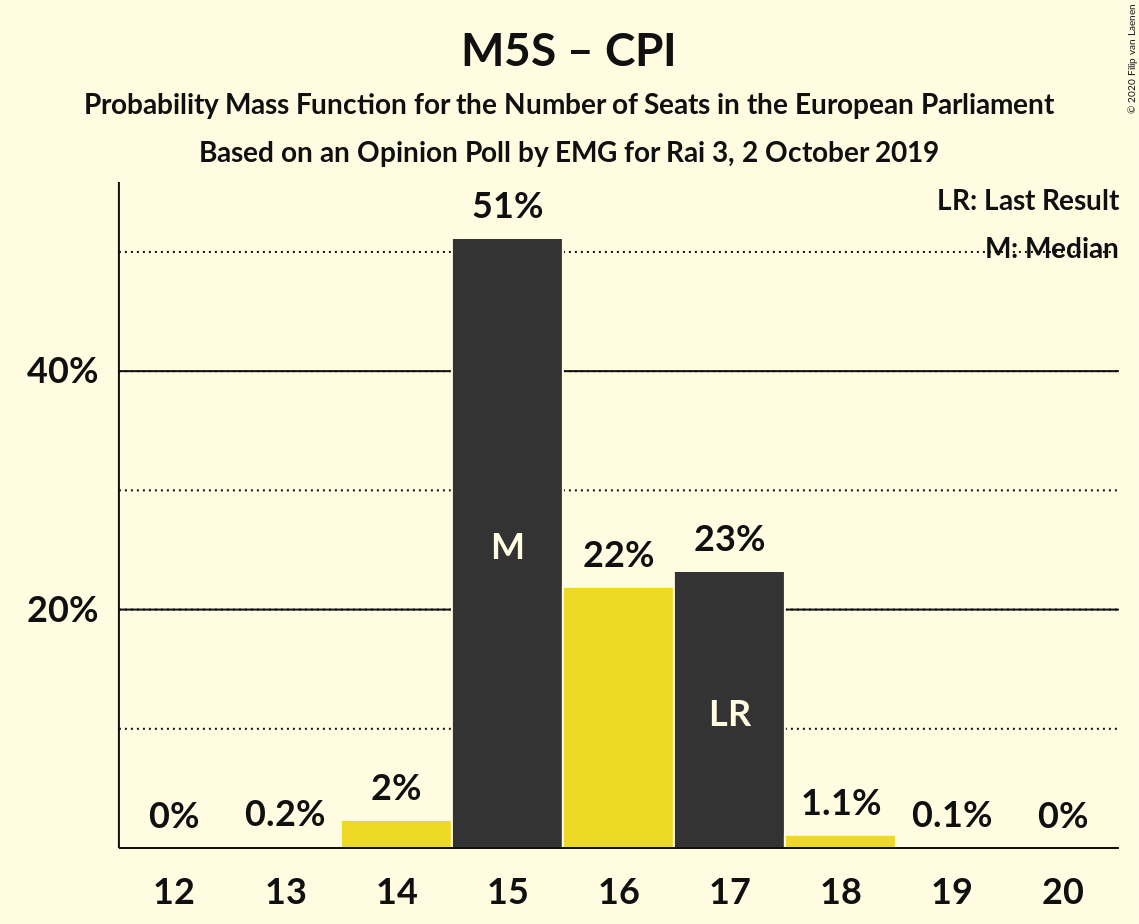 M5S – CPI
Probability Mass Function for the Number of Seats in the European Parliament
Based on an Opinion Poll by EMG for Rai 3, 2 October 2019
© 2020 Filip van Laenen
LR: Last Result
M: Median
40%
20%
0%
0.2%
2%
51%
22%
23%
1.1%
0.1%
0%
M
LR
12 13 14 15 16 17 18 19 20